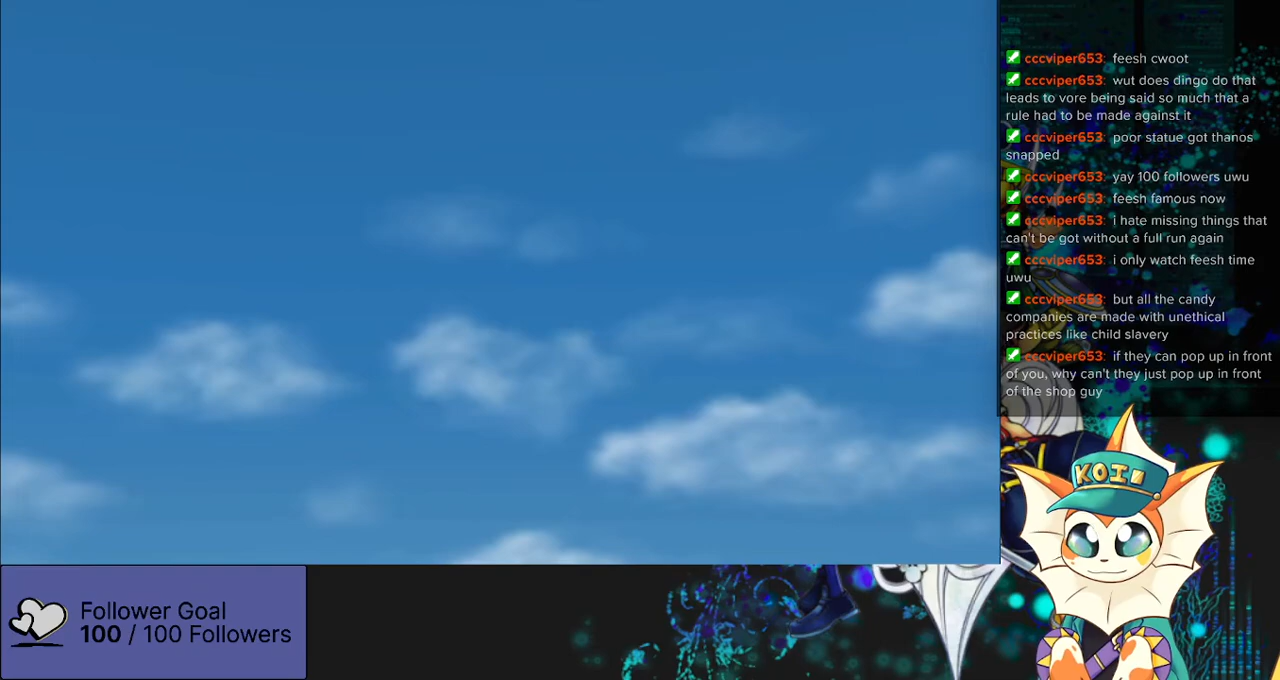 cccviper653: feesh cwoot
cccviper653: wut does dingo do that
leads to vore being said so much that a
rule had to be made against it
cccviper653: poor statue got thanos
snapped
cccviper653: yay 100 followers uwu
cccviper653: feesh famous now
cccviper653: i hate missing things that
can't be got without a full run again
cccviper653: i only watch feesh time
uwu
cccviper653: but all the candy
companies are made with unethical
practices like child slavery
cccviper653: if they can pop up in front
of you, why can't they just pop up in front
of the shop guy
KOI
Follower Goal
100 / 100 Followers